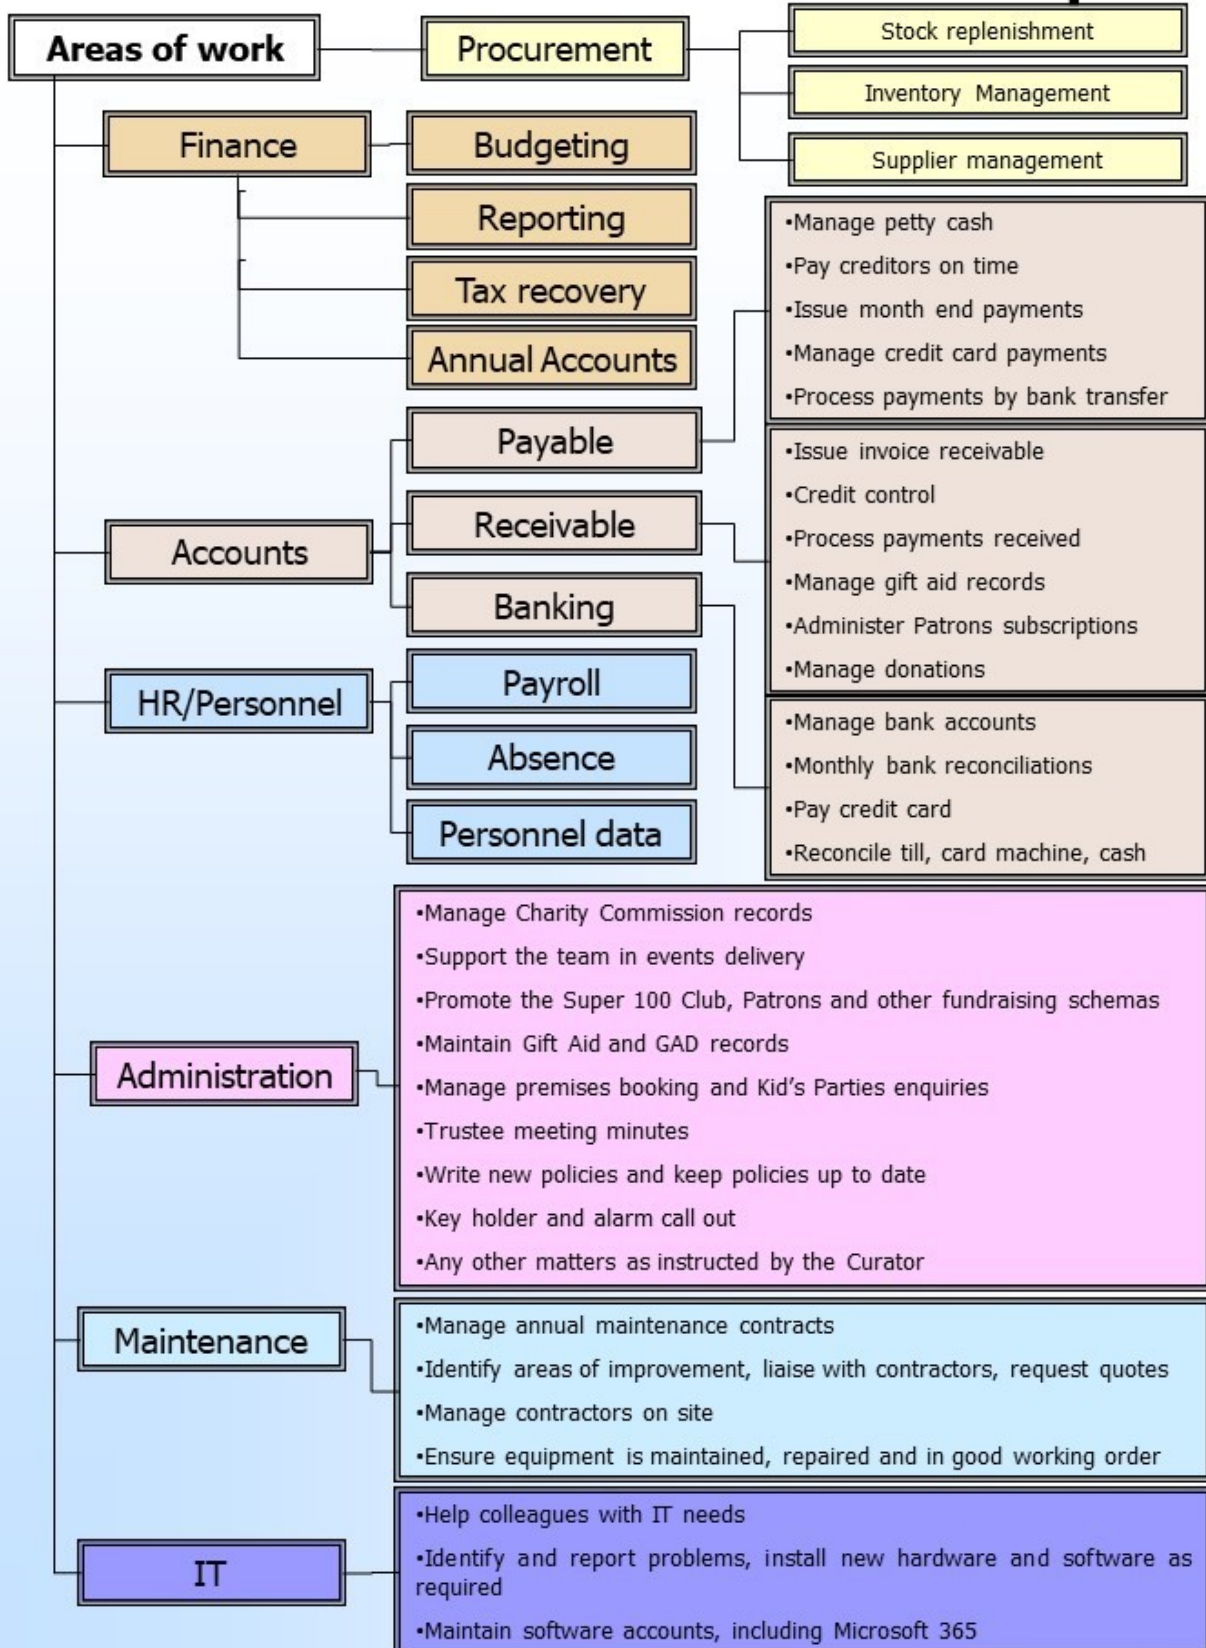 Areas of work
Procurement
Stock replenishment
Inventory Management
Supplier management
Finance
Budgeting
Reporting
Tax recovery
Annual Accounts
Accounts
Payable
•Manage petty cash
•Pay creditors on time
•Issue month end payments
•Manage credit card payments
•Process payments by bank transfer
Receivable
•Issue invoice receivable
•Credit control
•Process payments received
•Manage gift aid records
•Administer Patrons subscriptions
•Manage donations
Banking
•Manage bank accounts
•Monthly bank reconciliations
•Pay credit card
•Reconcile till, card machine, cash
HR/Personnel
Payroll
Absence
Personnel data
Administration
•Manage Charity Commission records
•Support the team in events delivery
•Promote the Super 100 Club, Patrons and other fundraising schemas
•Maintain Gift Aid and GAD records
•Manage premises booking and Kid's Parties enquiries
•Trustee meeting minutes
•Write new policies and keep policies up to date
•Key holder and alarm call out
•Any other matters as instructed by the Curator
Maintenance
•Manage annual maintenance contracts
•Identify areas of improvement, liaise with contractors, request quotes
•Manage contractors on site
•Ensure equipment is maintained, repaired and in good working order
IT
•Help colleagues with IT needs
•Identify and report problems, install new hardware and software as
required
•Maintain software accounts, including Microsoft 365